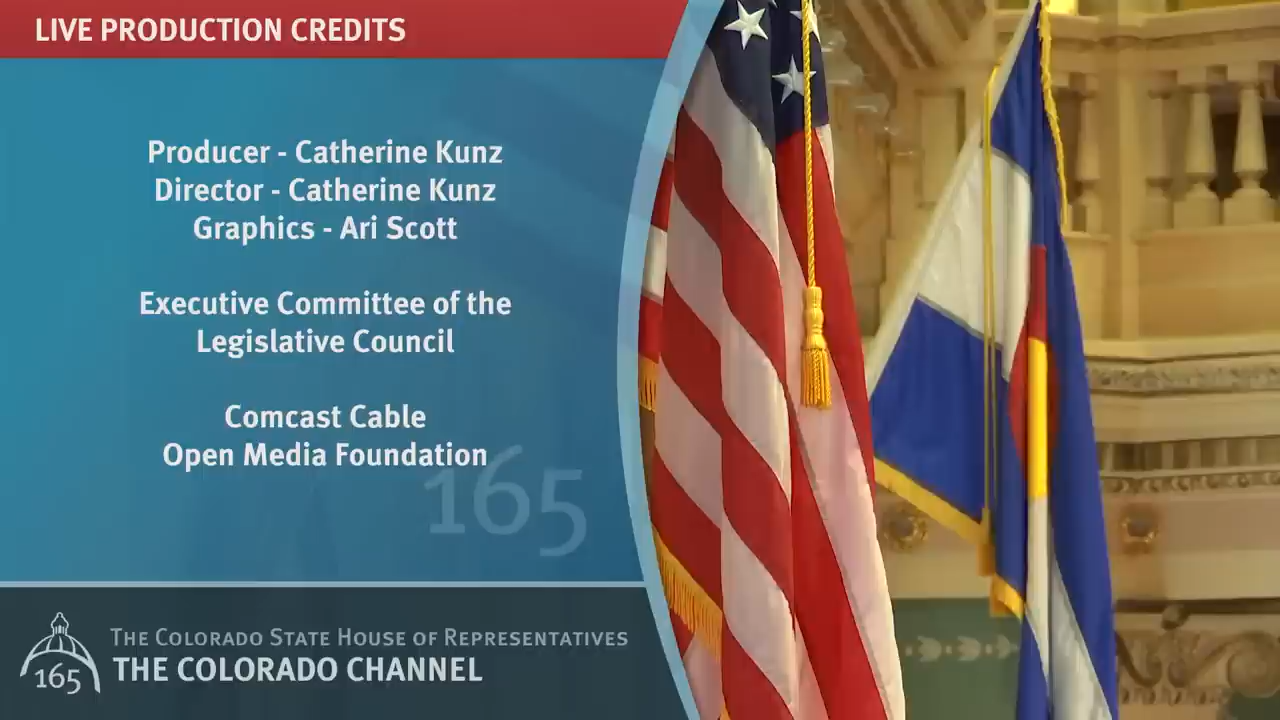 LIVE PRODUCTION CREDITS
Producer - Catherine Kunz
Director - Catherine Kunz
Graphics - Ari Scott
Executive Committee of the
Legislative Council
Comcast Cable
Open Media Foundation
165
165
THE COLORADO STATE HOUSE OF REPRESENTATIVES
THE COLORADO CHANNEL